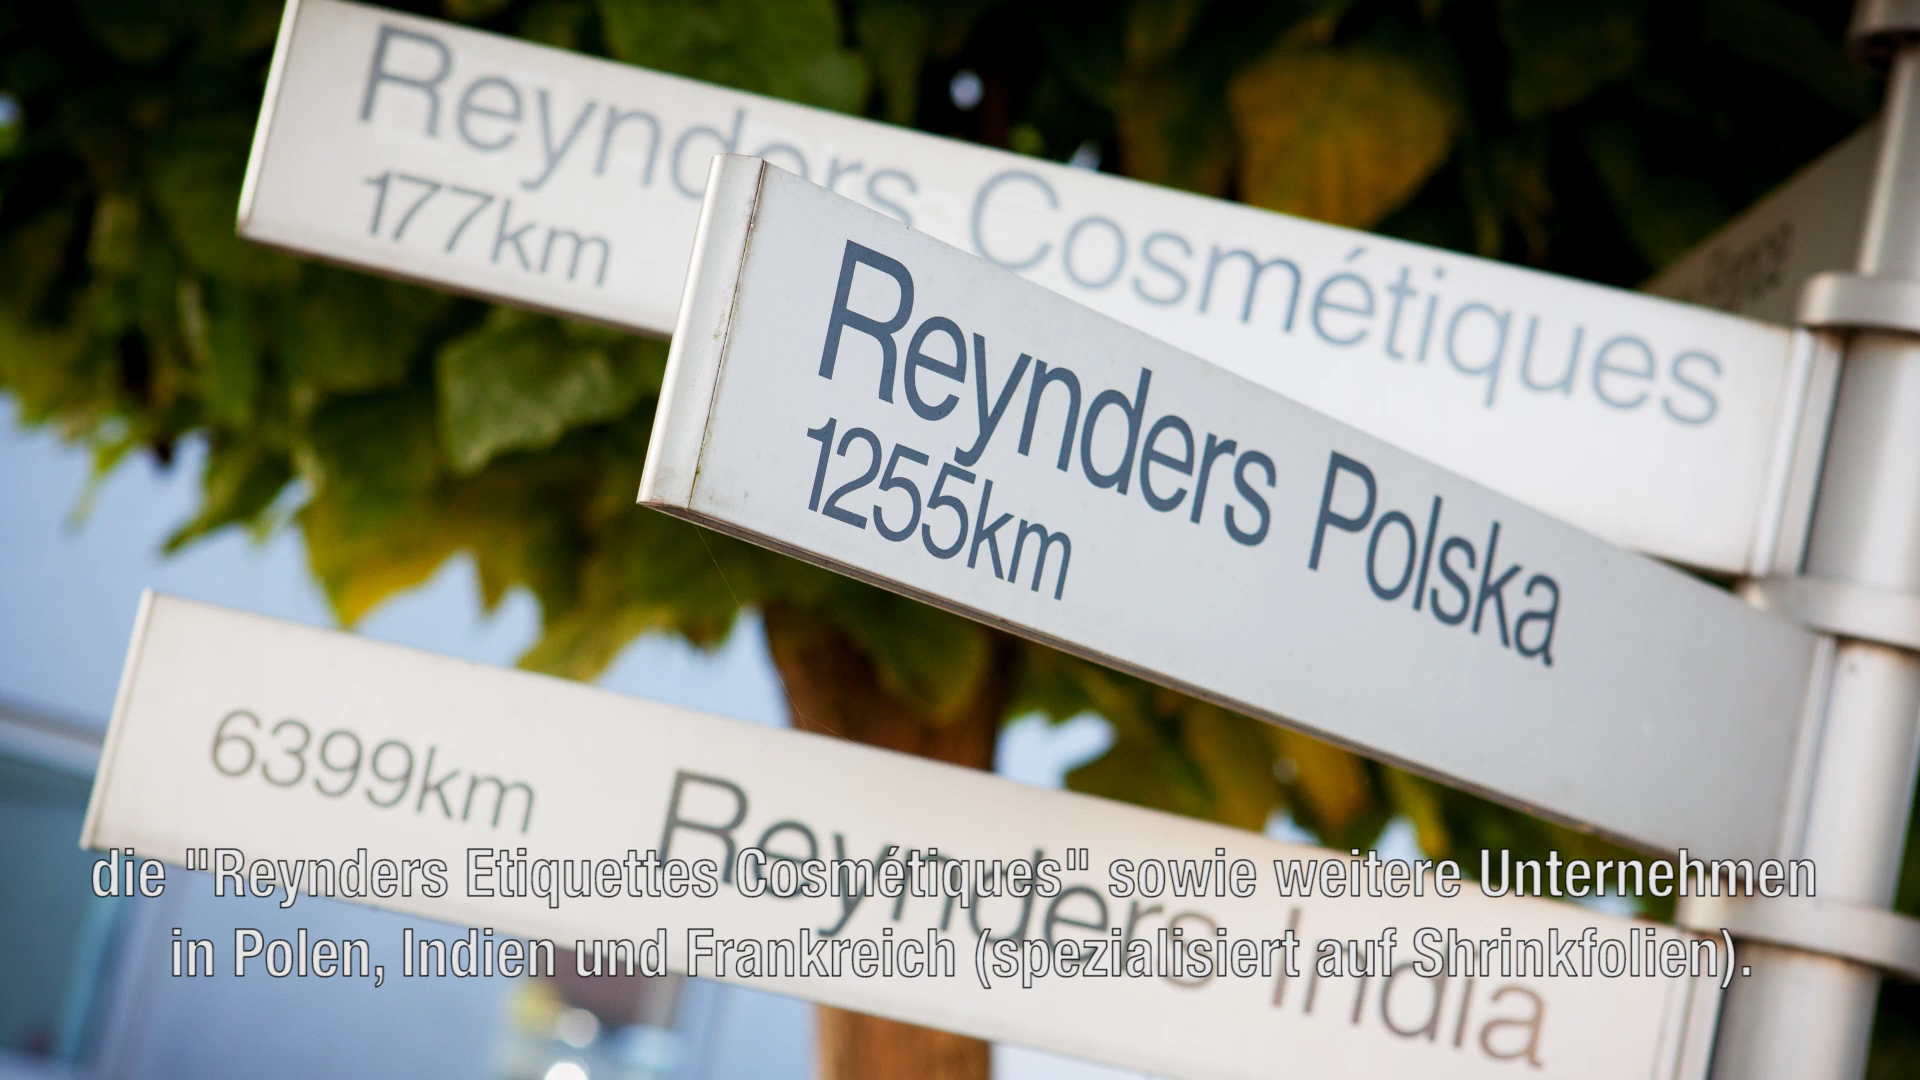 Reynders Cosmétiques
177km
Reynders Polska
1255km
6399km Reynders India
die "Reynders Etiquettes Cosmétiques" sowie weitere Unternehmen
in Polen, Indien und Frankreich (spezialisiert auf Shrinkfolien).